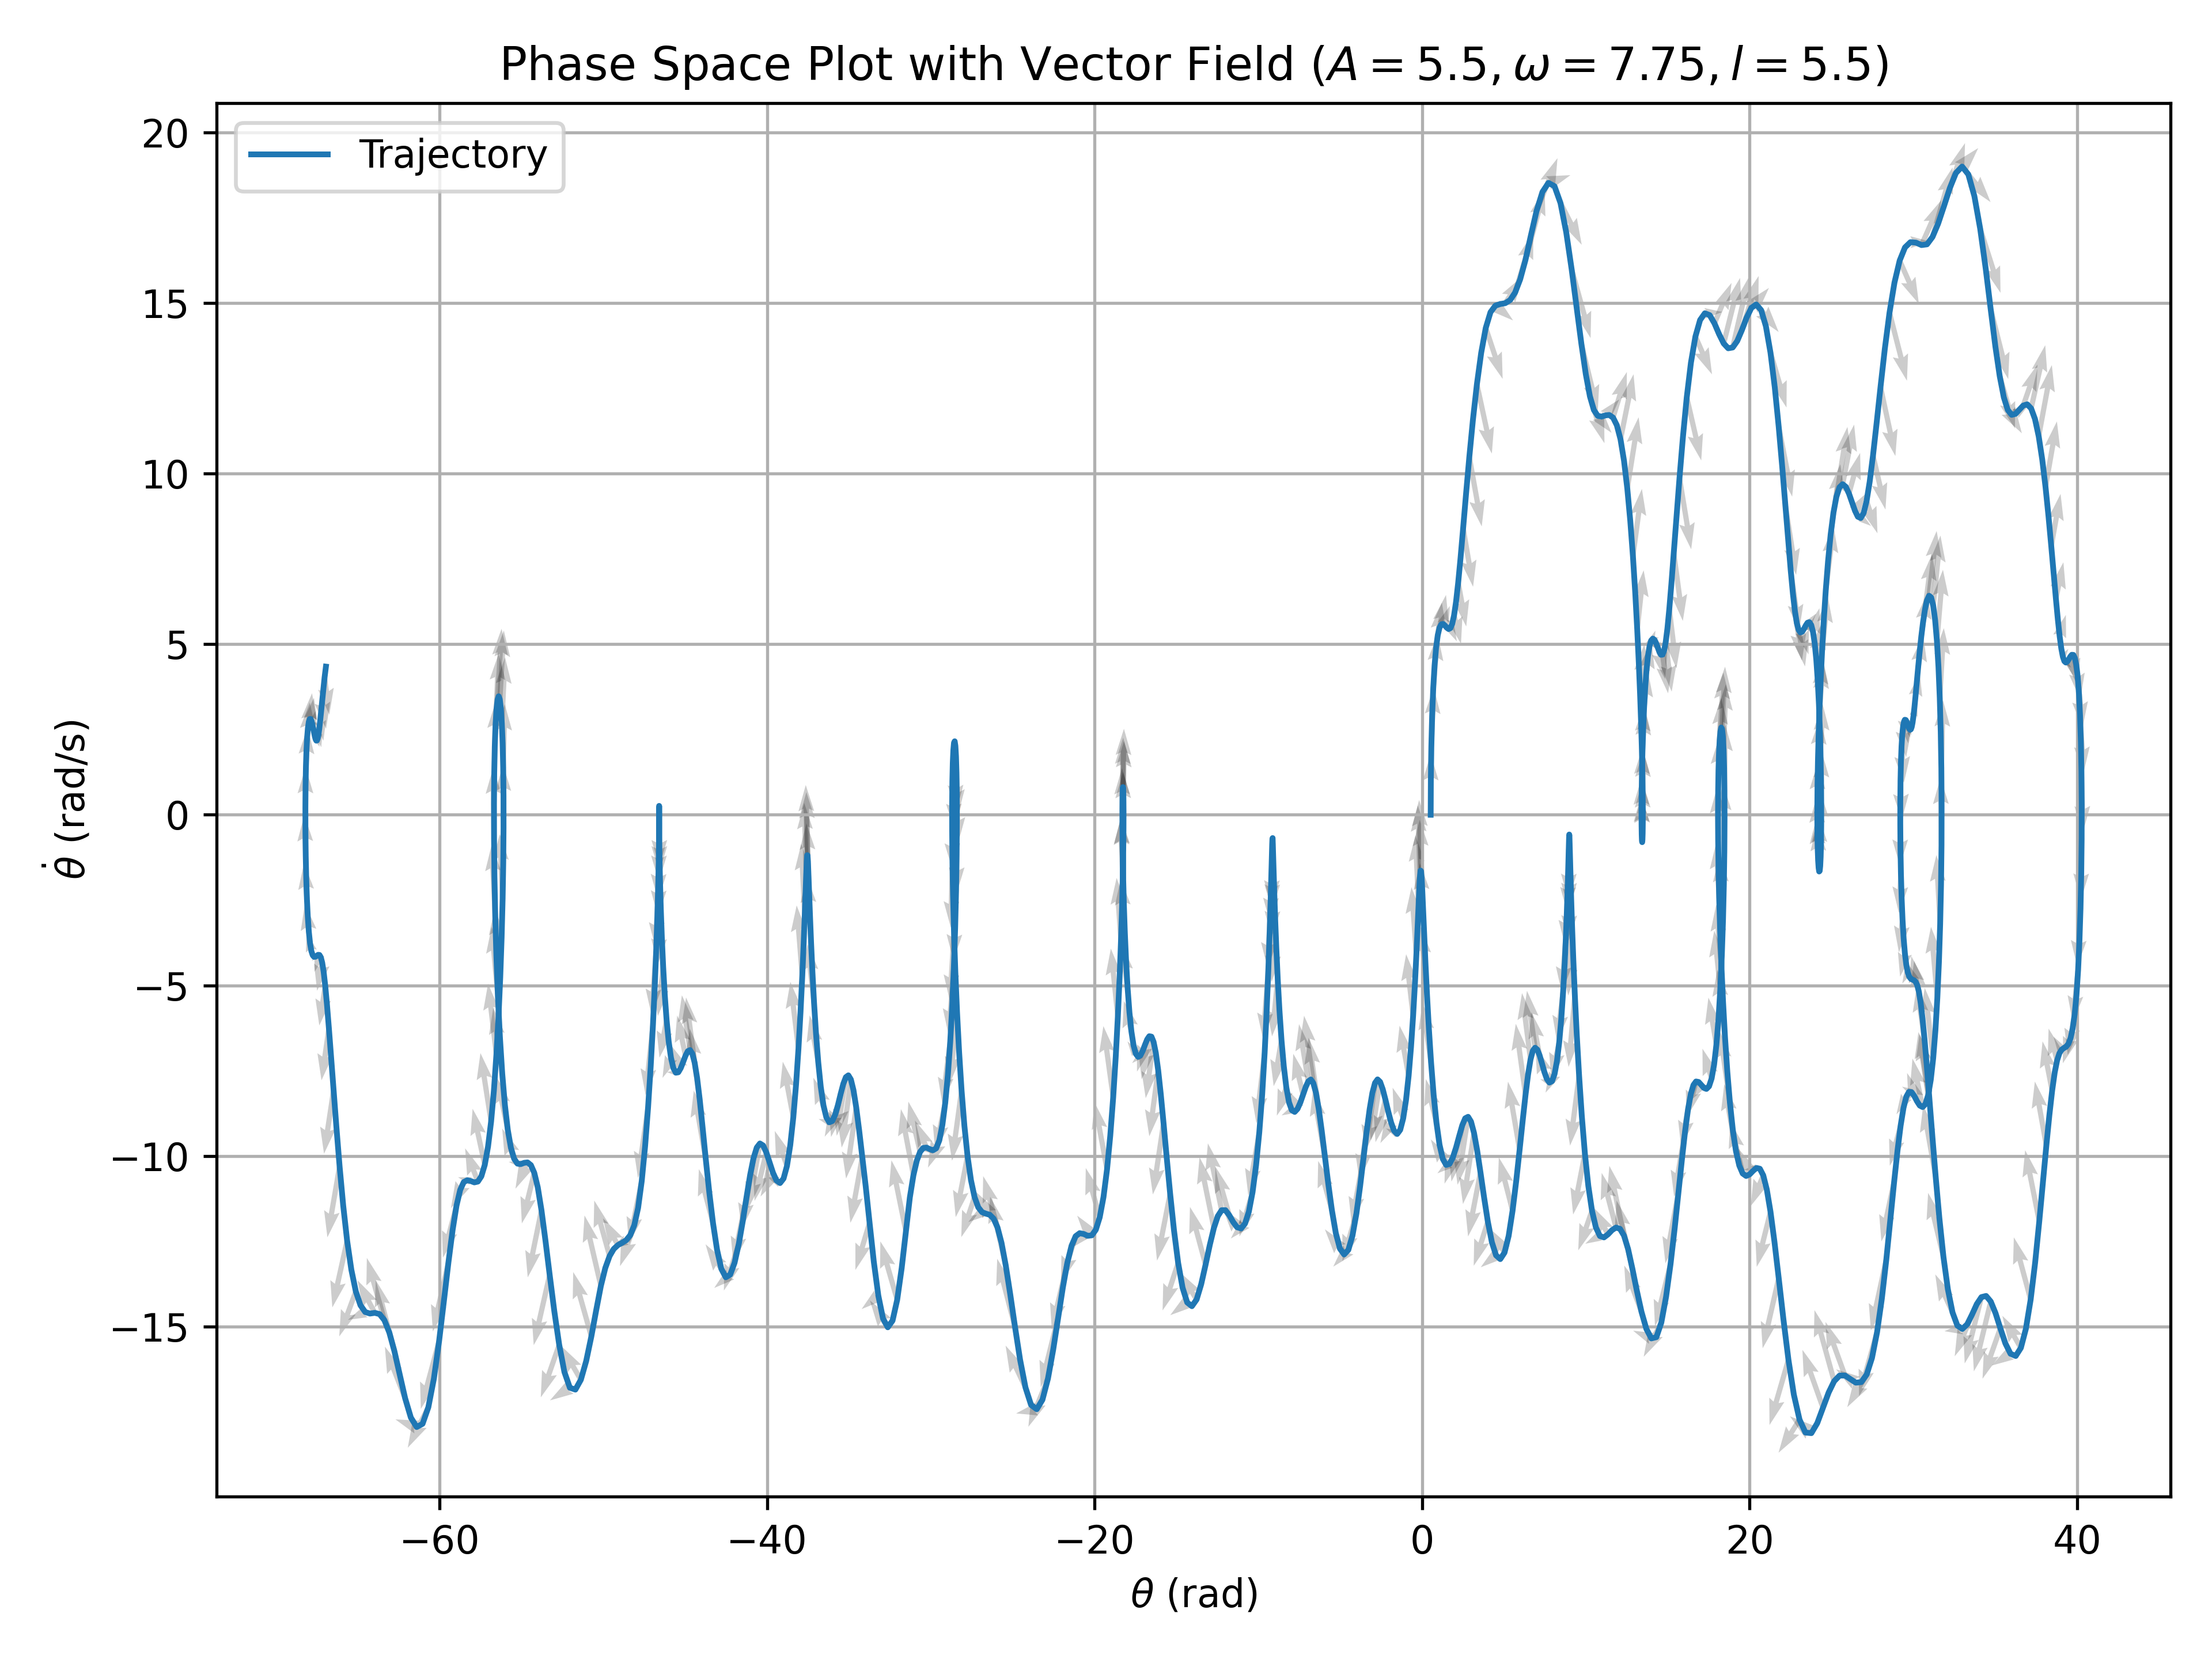 Phase Space Plot with Vector Field (A = 5.5, ω = 7.75, l = 5.5)
Trajectory
20
15
10
5
0
−5
−10
−15
θ̇ (rad/s)
−60 −40 −20 0 20 40
θ (rad)